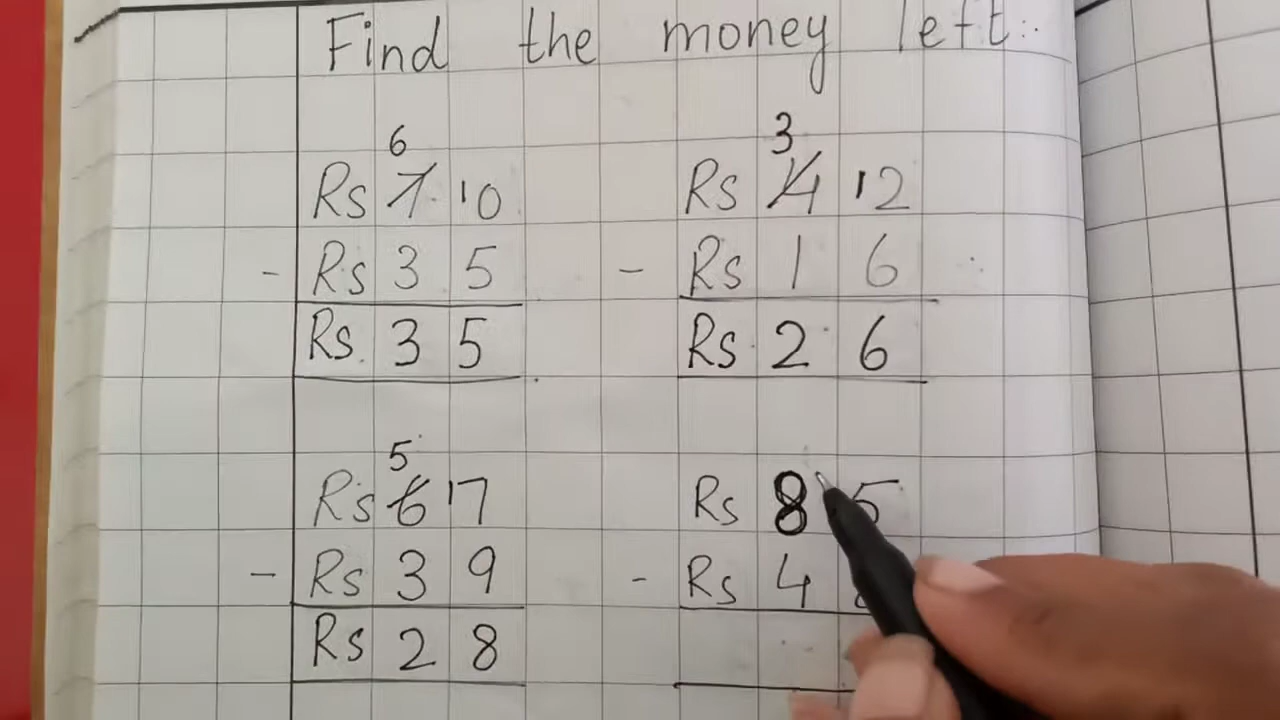 Find the money left:
6 3
Rs 7 10 Rs 4 12
- Rs 3 5 - Rs 1 6
Rs. 3 5 Rs. 2 6
5
Rs 6 17 Rs 8 5
- Rs 3 9 - Rs 4
Rs 2 8